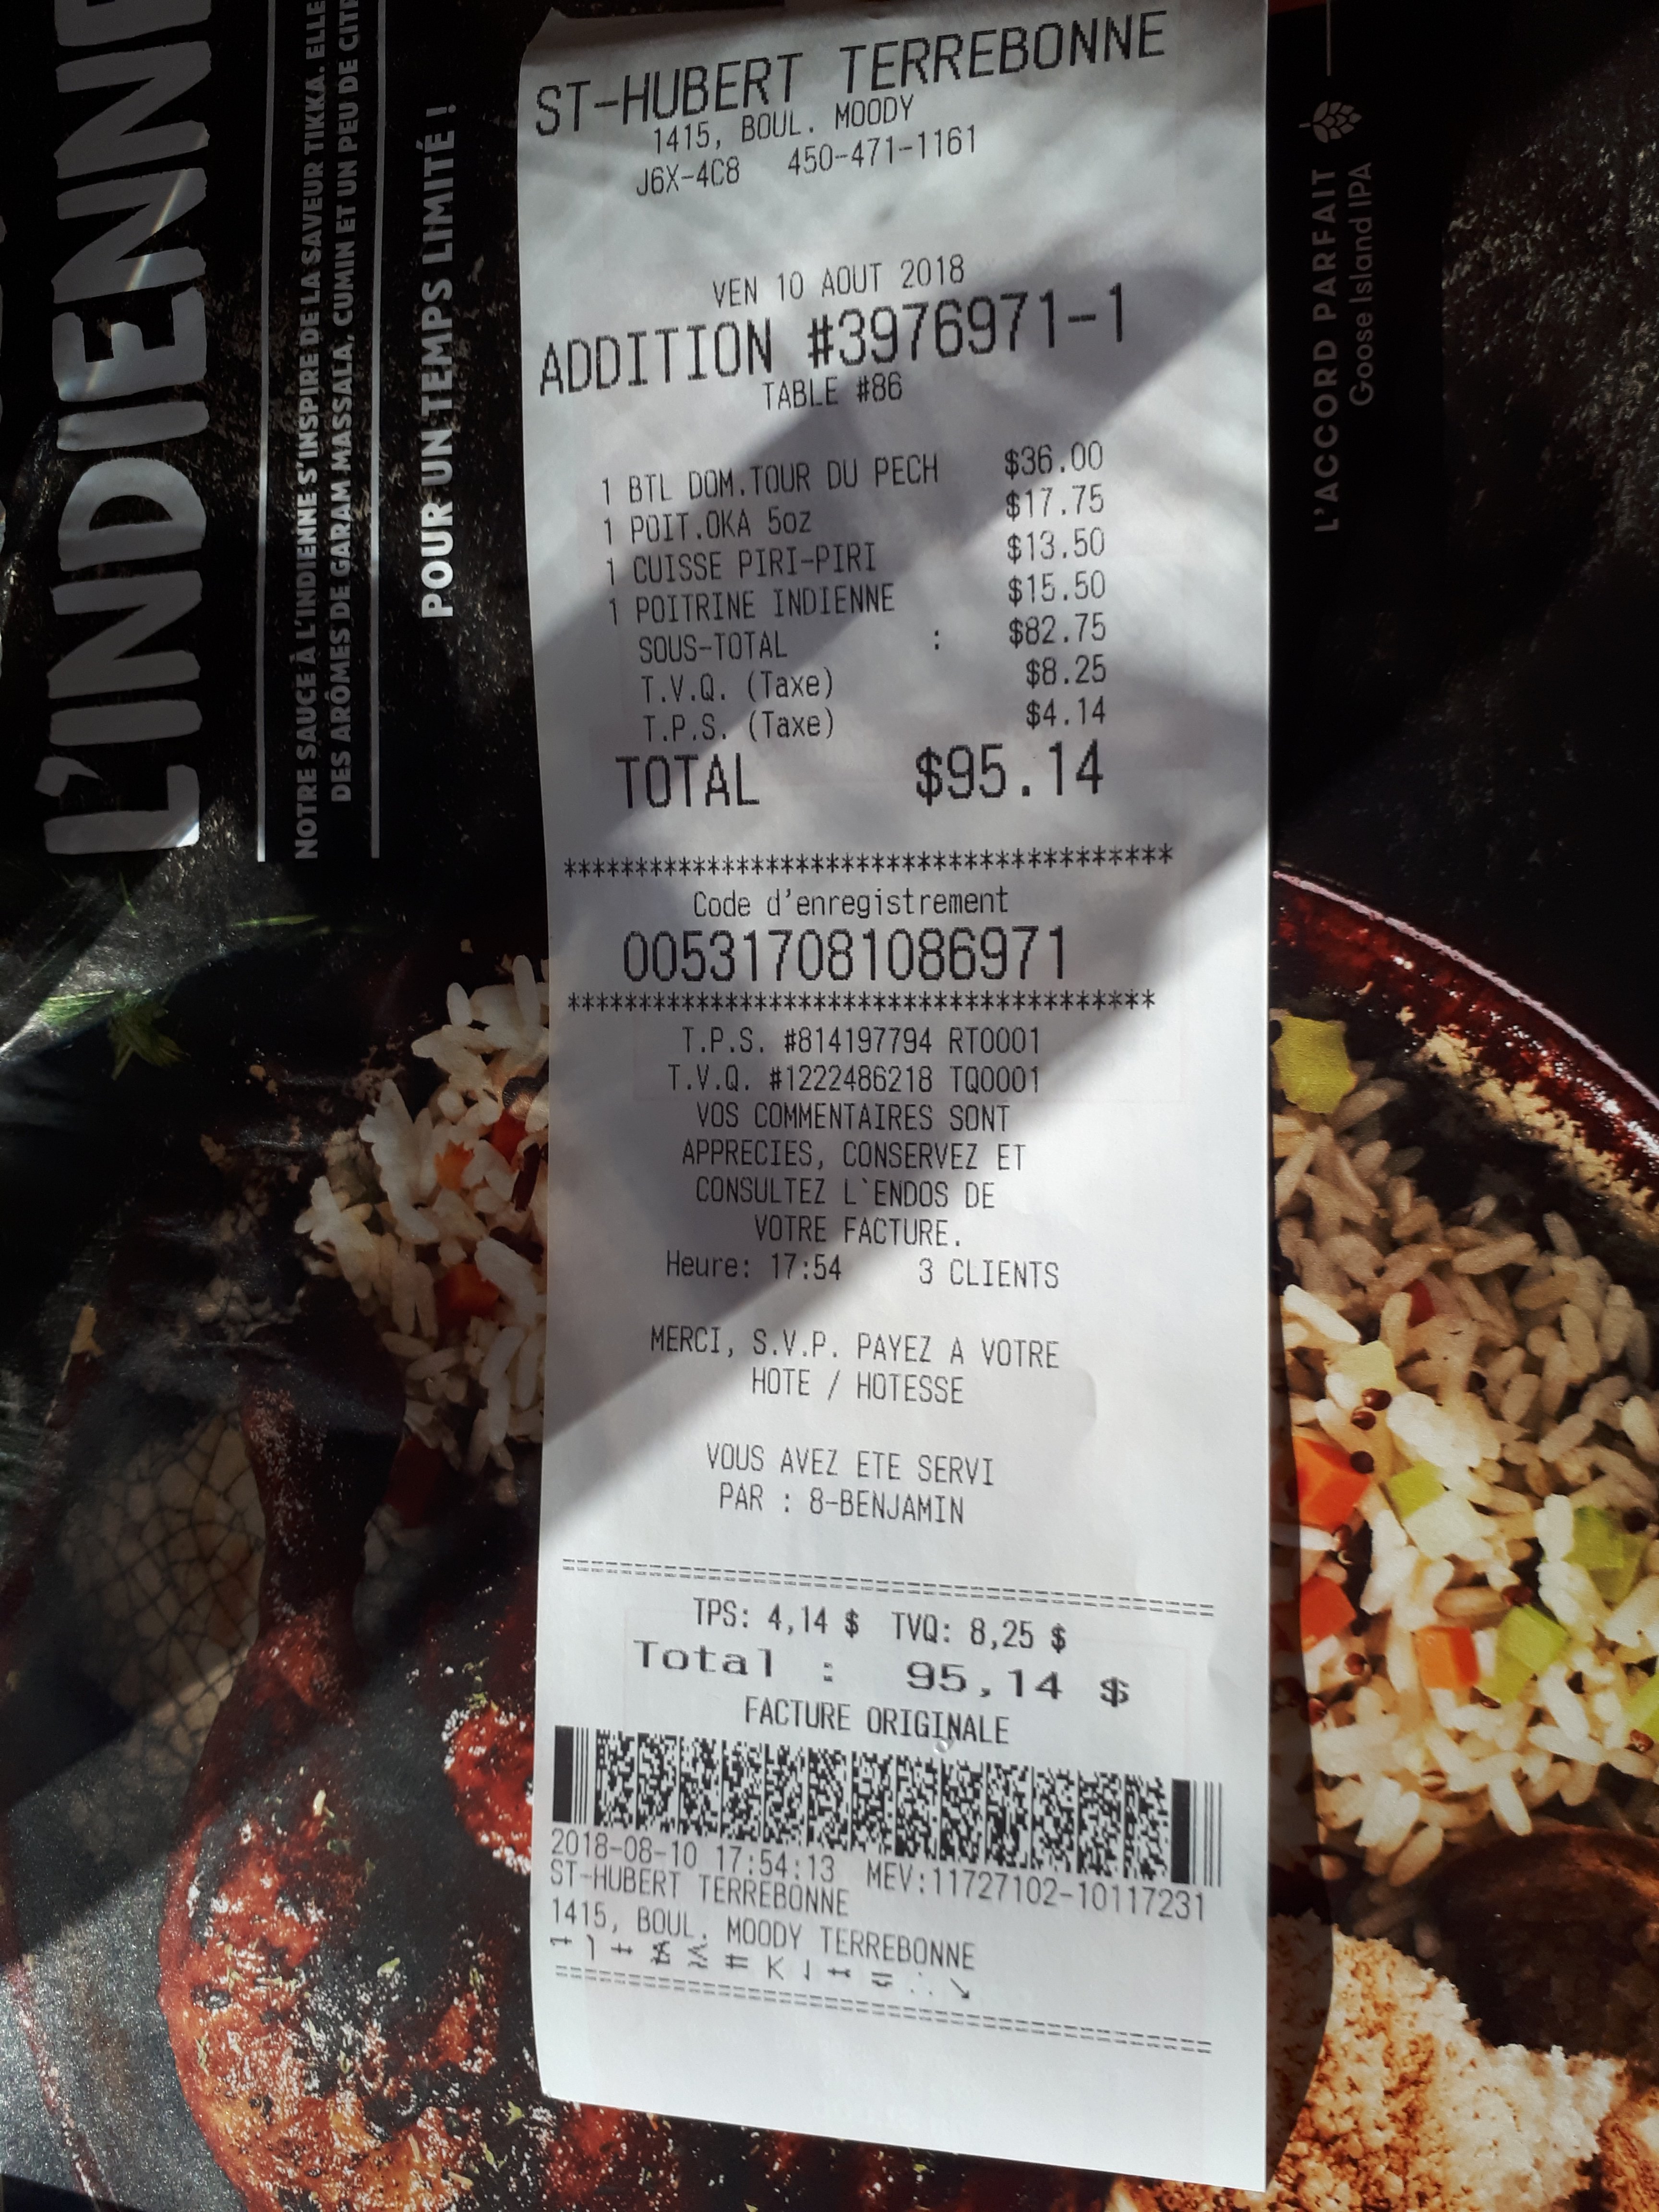 L'INDIENNE
NOTRE SAUCE À L'INDIENNE S'INSPIRE DE LA SAVEUR TIKKA. ELLE
DES ARÔMES DE GARAM MASSALA, CUMIN ET UN PEU DE
POUR UN TEMPS LIMITÉ !
ST-HUBERT TERREBONNE
1415, BOUL. MOODY
J6X-4C8 450-471-1161
VEN 10 AOUT 2018
ADDITION #3976971-1
TABLE #86
1 BTL DOM.TOUR DU PECH $36.00
1 POIT.OKA 5oz $17.75
1 CUISSE PIRI-PIRI $13.50
1 POITRINE INDIENNE $15.50
SOUS-TOTAL : $82.75
T.V.Q. (Taxe) $8.25
T.P.S. (Taxe) $4.14
TOTAL $95.14
******************************************
Code d'enregistrement
005317081086971
******************************************
T.P.S. #814197794 RT0001
T.V.Q. #1222486218 TQ0001
VOS COMMENTAIRES SONT
APPRECIES, CONSERVEZ ET
CONSULTEZ L`ENDOS DE
VOTRE FACTURE.
Heure: 17:54 3 CLIENTS
MERCI, S.V.P. PAYEZ A VOTRE
HOTE / HOTESSE
VOUS AVEZ ETE SERVI
PAR : 8-BENJAMIN
TPS: 4,14 $ TVQ: 8,25 $
Total : 95,14 $
FACTURE ORIGINALE
2018-08-10 17:54:13 MEV:11727102-10117231
ST-HUBERT TERREBONNE
1415, BOUL. MOODY TERREBONNE
L'ACCORD PARFAIT
Goose Island IPA